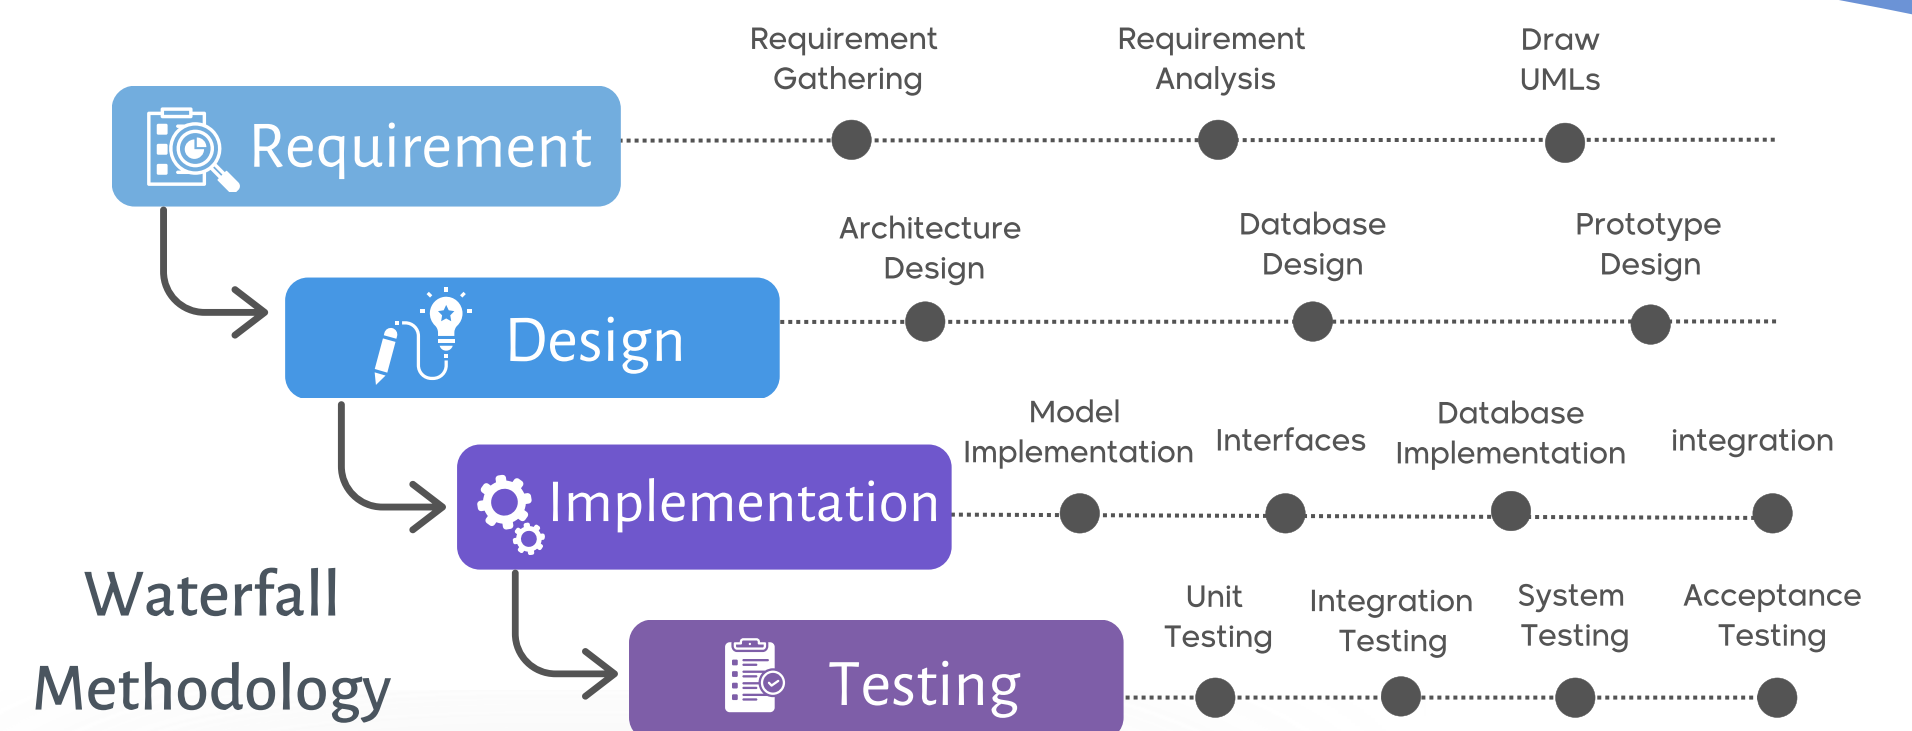 Requirement
Gathering
Requirement
Analysis
Draw
UMLs
Requirement
Architecture
Design
Database
Design
Prototype
Design
Design
Model
Implementation
Interfaces
Database
Implementation
integration
Implementation
Waterfall
Methodology
Unit
Testing
Integration
Testing
System
Testing
Acceptance
Testing
Testing